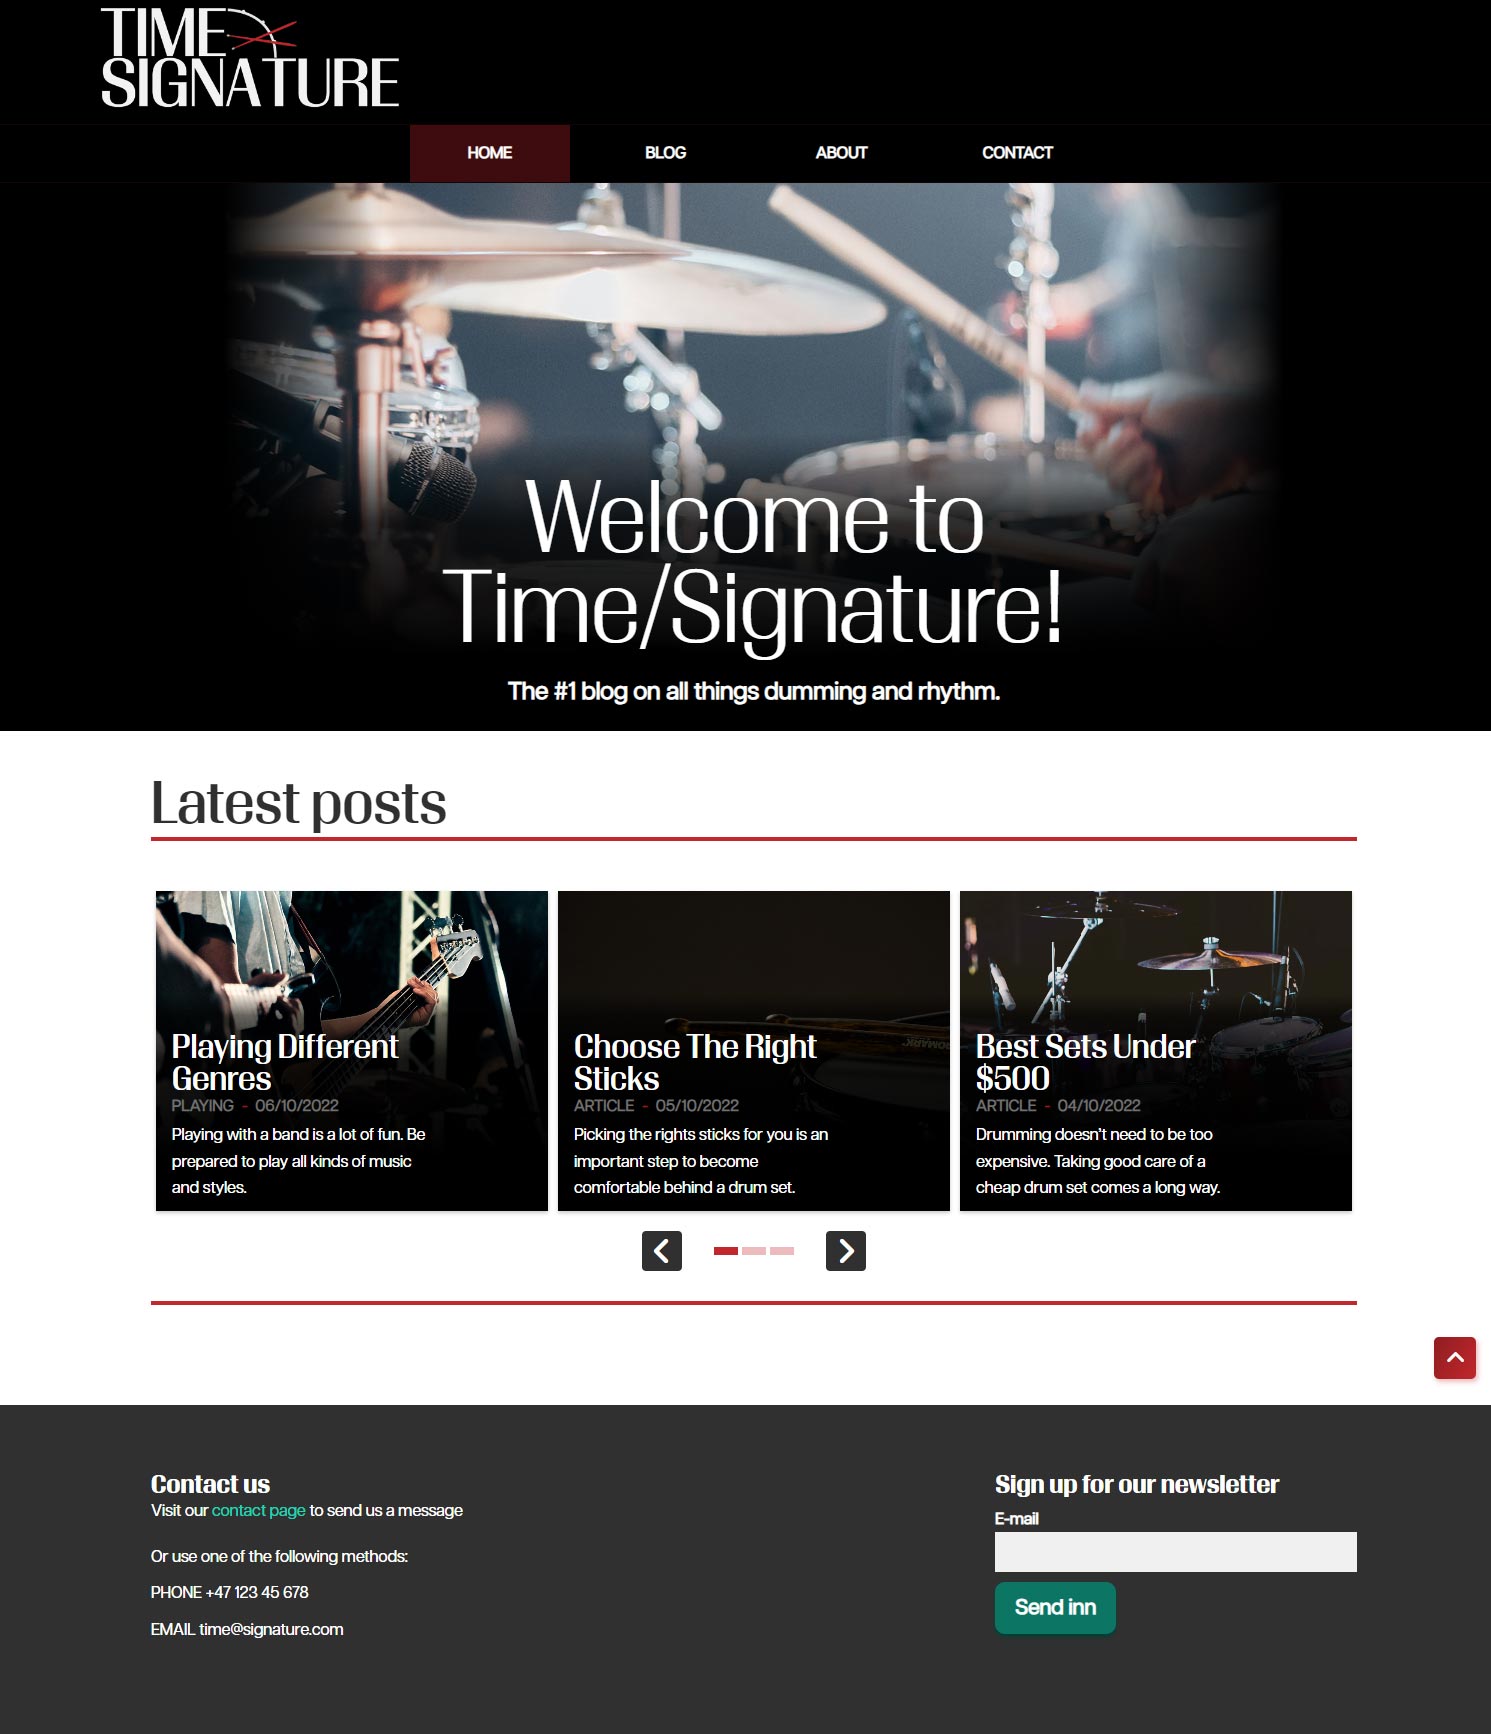 TIME
SIGNATURE
HOME BLOG ABOUT CONTACT
Welcome to
Time/Signature!
The #1 blog on all things dumming and rhythm.
Latest posts
Playing Different
Genres
PLAYING - 06/10/2022
Playing with a band is a lot of fun. Be
prepared to play all kinds of music
and styles.
Choose The Right
Sticks
ARTICLE - 05/10/2022
Picking the rights sticks for you is an
important step to become
comfortable behind a drum set.
Best Sets Under
$500
ARTICLE - 04/10/2022
Drumming doesn't need to be too
expensive. Taking good care of a
cheap drum set comes a long way.
Contact us
Visit our contact page to send us a message
Or use one of the following methods:
PHONE +47 123 45 678
EMAIL time@signature.com
Sign up for our newsletter
E-mail
Send inn